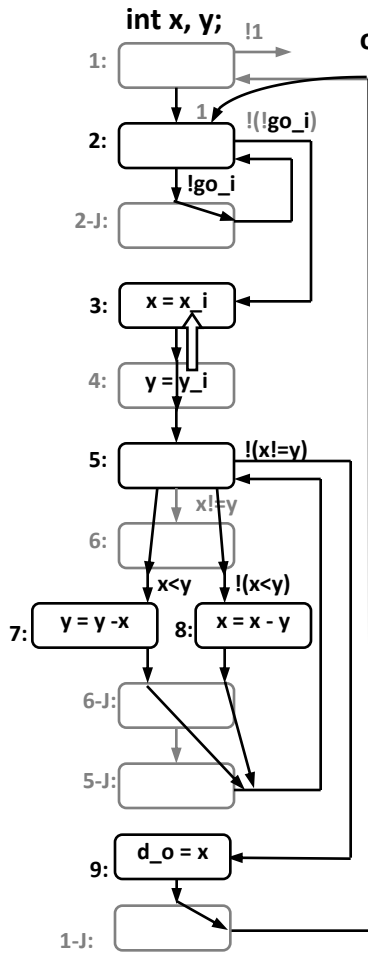 int x, y;
!1
1:
1
!(!go_i)
2:
!go_i
2-J:
3:
x = x_i
4:
y = y_i
5:
!(x!=y)
x!=y
6:
x<y
!(x<y)
7:
y = y -x
8:
x = x - y
6-J:
5-J:
9:
d_o = x
1-J: